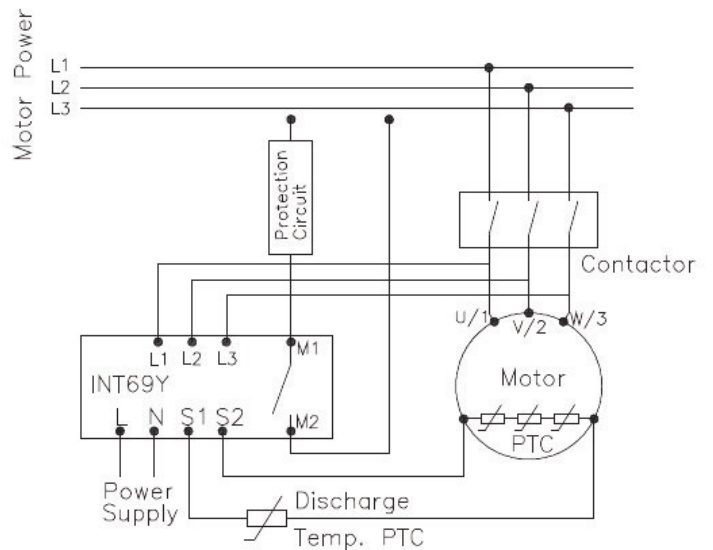 Motor Power
L1
L2
L3
Protection
Circuit
Contactor
U/1
V/2
W/3
L1 L2 L3
M1
INT69Y
Motor
L N S1 S2
M2
PTC
Power
Supply
Discharge
Temp. PTC